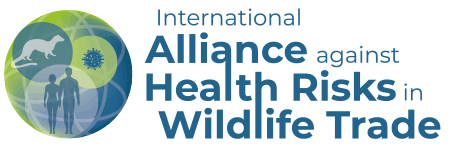 International
Alliance against
Health Risks in
Wildlife Trade